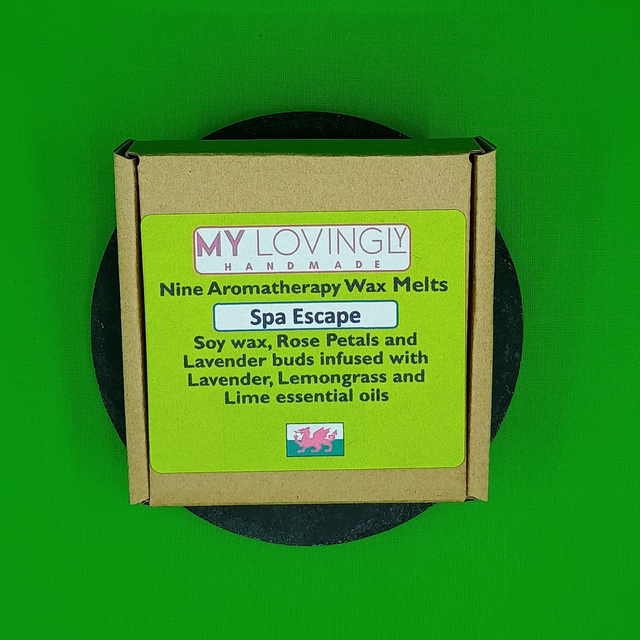 MY LOVINGLY
HANDMADE
Nine Aromatherapy Wax Melts
Spa Escape
Soy wax, Rose Petals and
Lavender buds infused with
Lavender, Lemongrass and
Lime essential oils